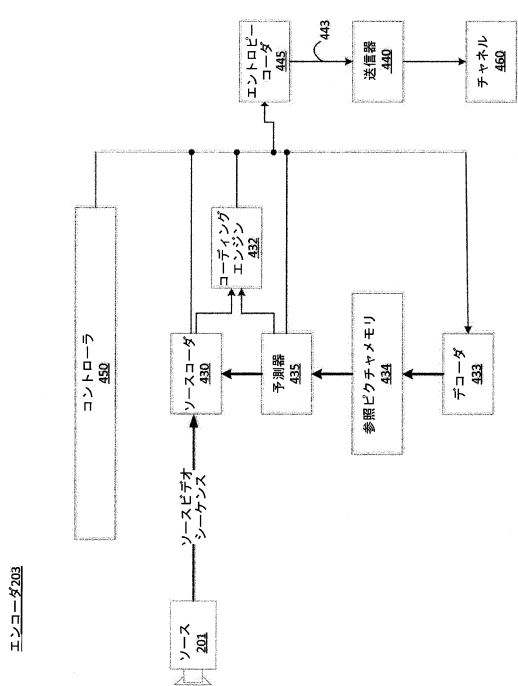 エンコーダ203
コントローラ
450
ソース
201
ソースビデオ
シーケンス
ソースコーダ
430
コーディング
エンジン
432
予測器
435
参照ピクチャメモリ
434
デコーダ
433
エントロピー
コーダ
445
443
送信器
440
チャネル
460